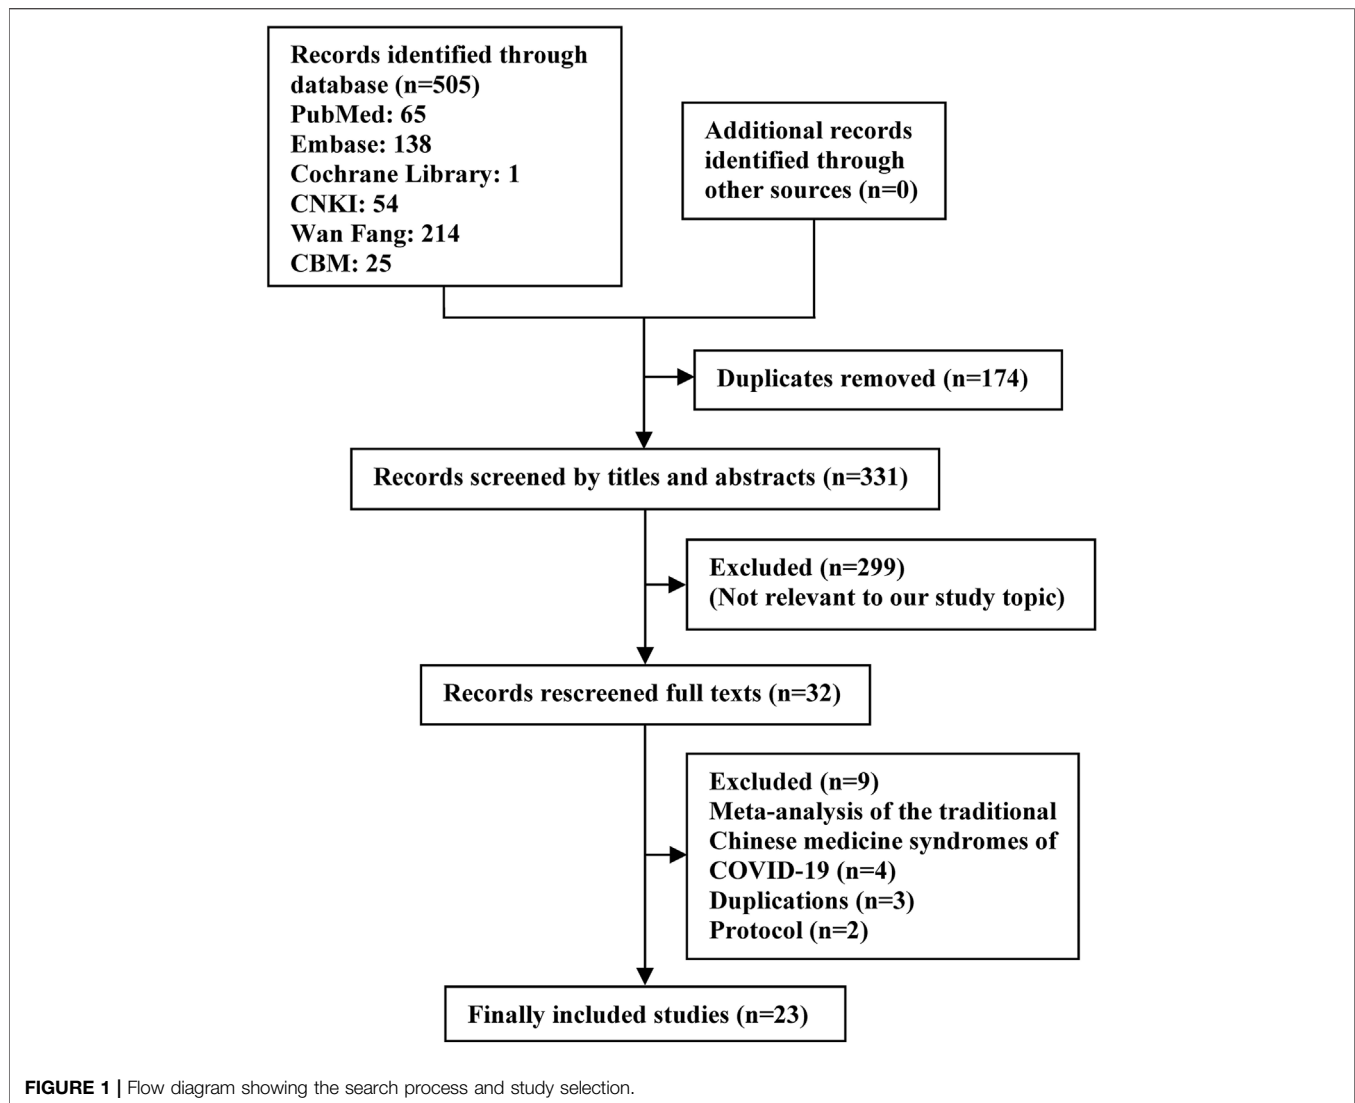 Records identified through
database (n=505)
PubMed: 65
Embase: 138
Cochrane Library: 1
CNKI: 54
Wan Fang: 214
CBM: 25
Additional records
identified through
other sources (n=0)
Duplicates removed (n=174)
Records screened by titles and abstracts (n=331)
Excluded (n=299)
(Not relevant to our study topic)
Records rescreened full texts (n=32)
Excluded (n=9)
Meta-analysis of the traditional
Chinese medicine syndromes of
COVID-19 (n=4)
Duplications (n=3)
Protocol (n=2)
Finally included studies (n=23)
FIGURE 1 | Flow diagram showing the search process and study selection.